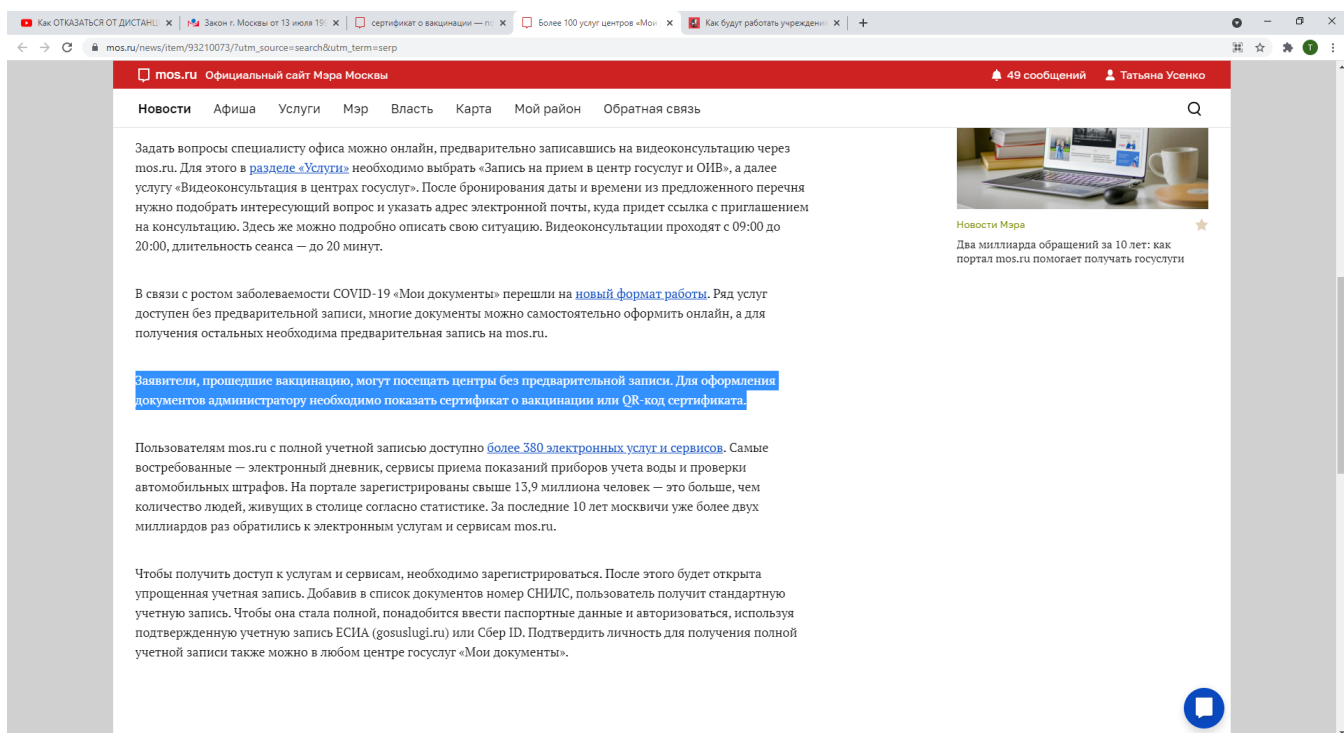 Как ОТКАЗАТЬСЯ ОТ ДИСТАНЦ
Закон г. Москвы от 13 июля 199
сертификат о вакцинации — по
Более 100 услуг центров «Мои
Как будут работать учреждени
mos.ru/news/item/93210073/?utm_source=search&utm_term=serp
T
mos.ru Официальный сайт Мэра Москвы
49 сообщений
Татьяна Усенко
Новости Афиша Услуги Мэр Власть Карта Мой район Обратная связь
Задать вопросы специалисту офиса можно онлайн, предварительно записавшись на видеоконсультацию через
mos.ru. Для этого в разделе «Услуги» необходимо выбрать «Запись на прием в центр госуслуг и ОИВ», а далее
услугу «Видеоконсультация в центрах госуслуг». После бронирования даты и времени из предложенного перечня
нужно подобрать интересующий вопрос и указать адрес электронной почты, куда придет ссылка с приглашением
на консультацию. Здесь же можно подробно описать свою ситуацию. Видеоконсультации проходят с 09:00 до
20:00, длительность сеанса — до 20 минут.
В связи с ростом заболеваемости COVID-19 «Мои документы» перешли на новый формат работы. Ряд услуг
доступен без предварительной записи, многие документы можно самостоятельно оформить онлайн, а для
получения остальных необходима предварительная запись на mos.ru.
Заявители, прошедшие вакцинацию, могут посещать центры без предварительной записи. Для оформления
документов администратору необходимо показать сертификат о вакцинации или QR-код сертификата.
Пользователям mos.ru с полной учетной записью доступно более 380 электронных услуг и сервисов. Самые
востребованные — электронный дневник, сервисы приема показаний приборов учета воды и проверки
автомобильных штрафов. На портале зарегистрированы свыше 13,9 миллиона человек — это больше, чем
количество людей, живущих в столице согласно статистике. За последние 10 лет москвичи уже более двух
миллиардов раз обратились к электронным услугам и сервисам mos.ru.
Чтобы получить доступ к услугам и сервисам, необходимо зарегистрироваться. После этого будет открыта
упрощенная учетная запись. Добавив в список документов номер СНИЛС, пользователь получит стандартную
учетную запись. Чтобы она стала полной, понадобится ввести паспортные данные и авторизоваться, используя
подтвержденную учетную запись ЕСИА (gosuslugi.ru) или Сбер ID. Подтвердить личность для получения полной
учетной записи также можно в любом центре госуслуг «Мои документы».
Новости Мэра
Два миллиарда обращений за 10 лет: как
портал mos.ru помогает получать госуслуги